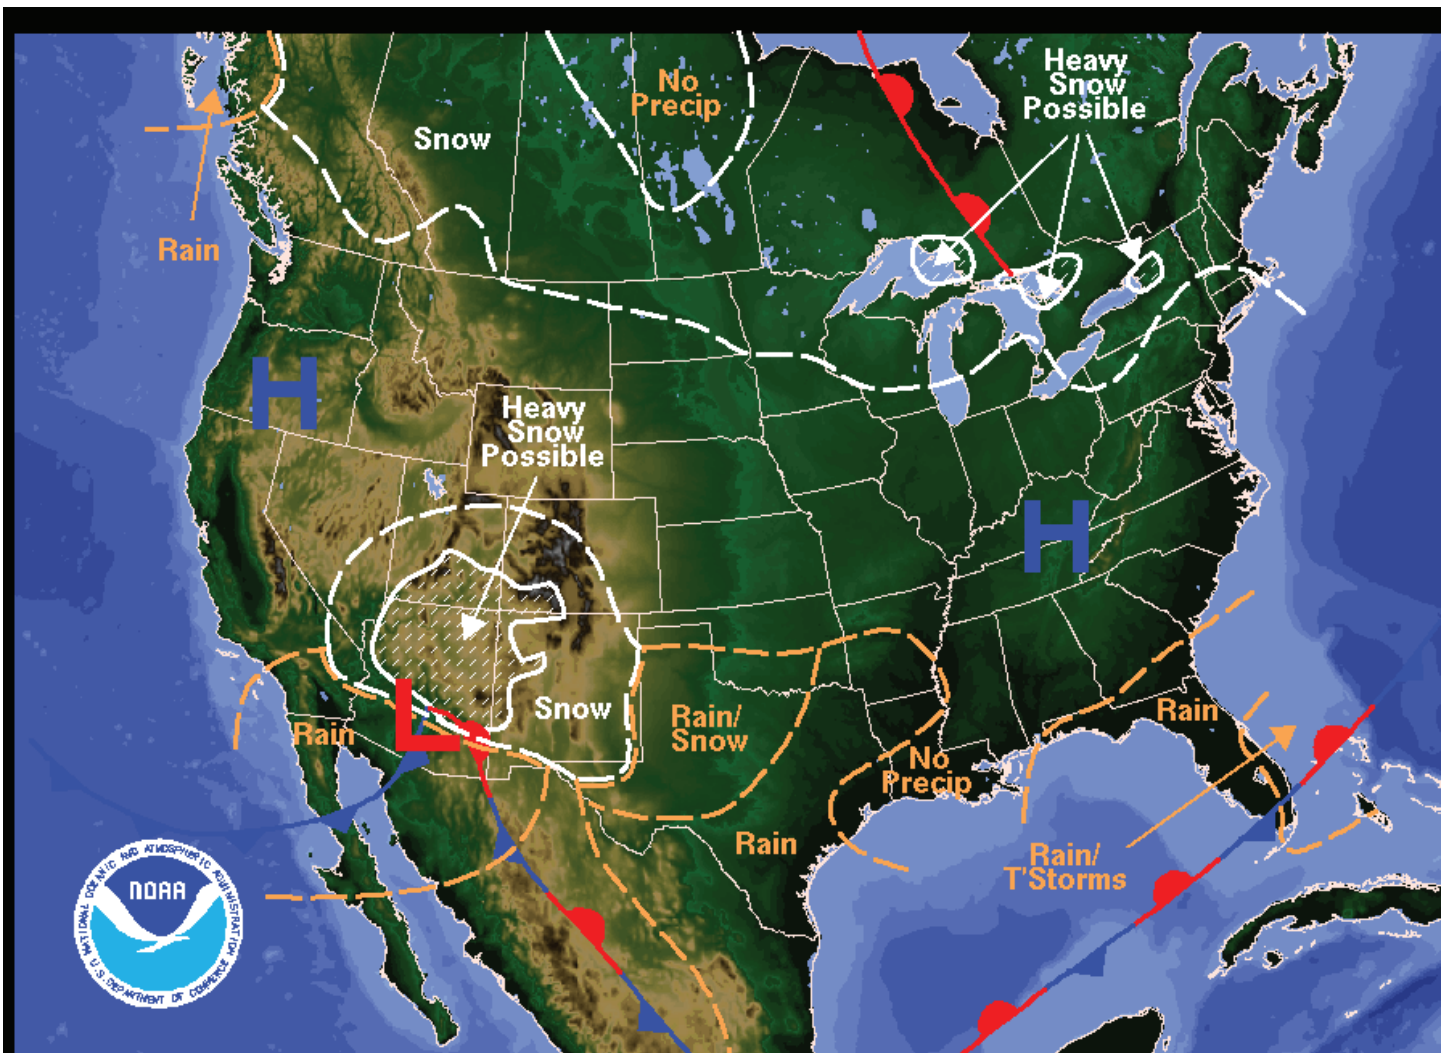 Heavy
Snow
Possible
No
Precip
Snow
Rain
H
Heavy
Snow
Possible
H
L
Snow
Rain
Rain/
Snow
No
Precip
Rain
Rain
Rain/
T'Storms
NATIONAL OCEANIC AND ATMOSPHERIC ADMINISTRATION
NOAA
U.S. DEPARTMENT OF COMMERCE